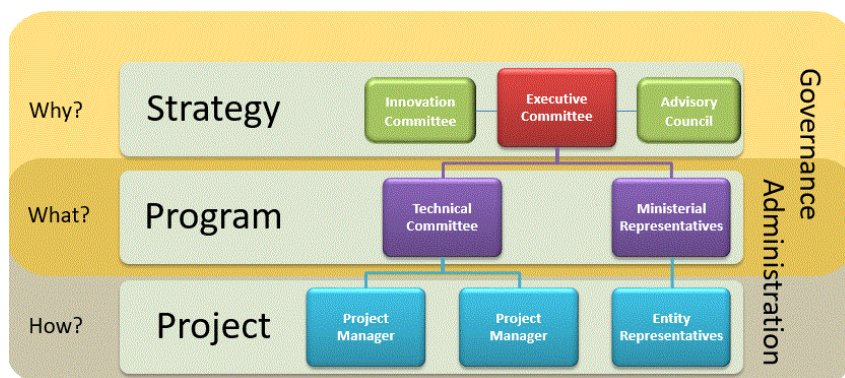 Why?
Strategy
Innovation
Committee
Executive
Committee
Advisory
Council
Governance
What?
Program
Technical
Committee
Ministerial
Representatives
Administration
How?
Project
Project
Manager
Project
Manager
Entity
Representatives